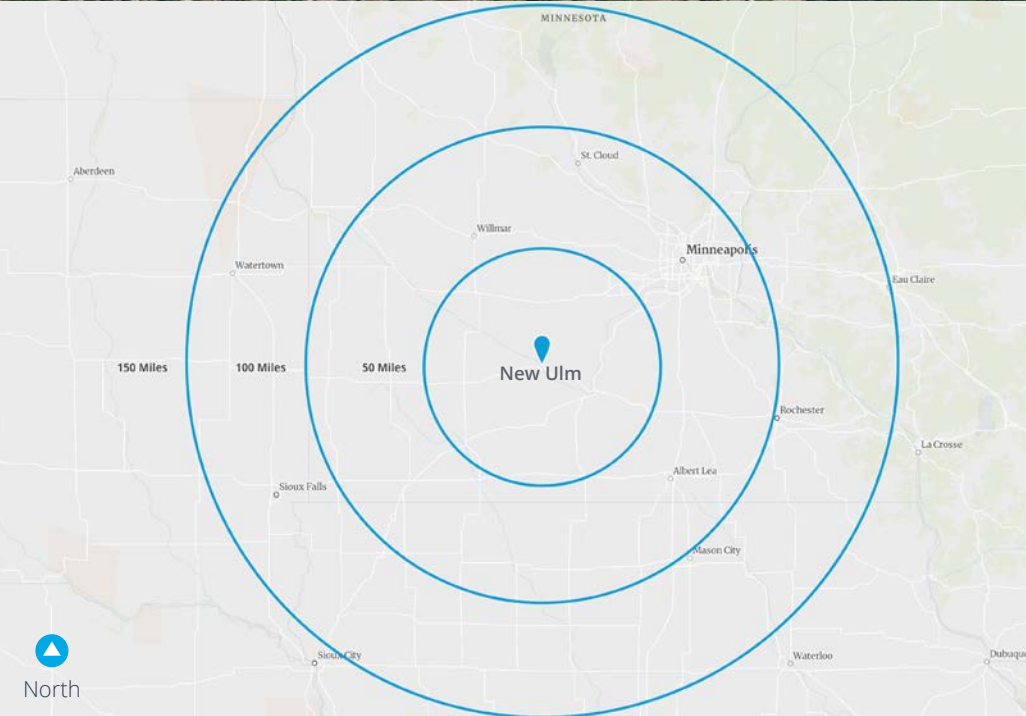 MINNESOTA
St. Cloud
Aberdeen
Willmar
Minneapolis
Watertown
Eau Claire
150 Miles
100 Miles
50 Miles
New Ulm
Rochester
La Crosse
Albert Lea
Sioux Falls
Mason City
Sioux City
Waterloo
Dubuque
North